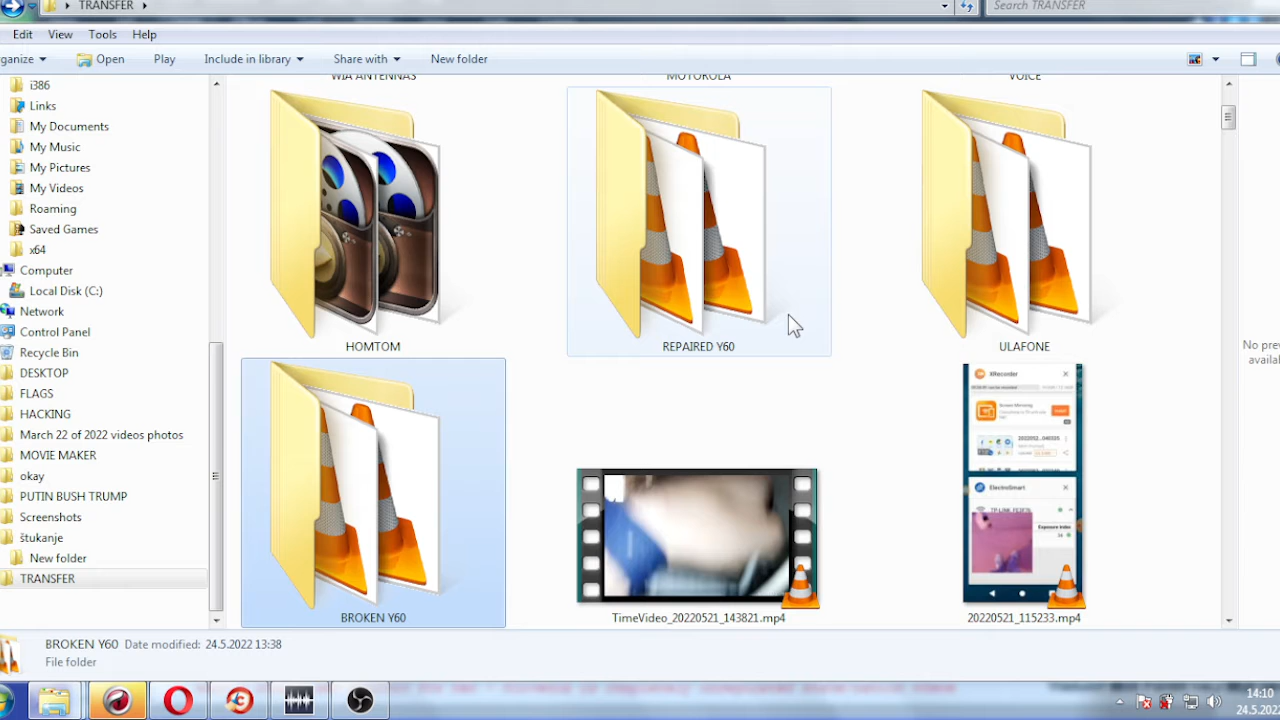 TRANSFER
Search TRANSFER
Edit View Tools Help
ganize Open Play Include in library Share with New folder
i386
Links
My Documents
My Music
My Pictures
My Videos
Roaming
Saved Games
x64
Computer
Local Disk (C:)
Network
Control Panel
Recycle Bin
DESKTOP
FLAGS
HACKING
March 22 of 2022 videos photos
MOVIE MAKER
okay
PUTIN BUSH TRUMP
Screenshots
štukanje
New folder
TRANSFER
WIA ANTENNAS
MOTOROLA
VOICE
HOMTOM
REPAIRED Y60
ULAFONE
BROKEN Y60
TimeVideo_20220521_143821.mp4
XRecorder
ElectroSmart
Exposure Index
20220521_115233.mp4
No prev
availa
BROKEN Y60 Date modified: 24.5.2022 13:38
File folder
14:10
24.5.2022